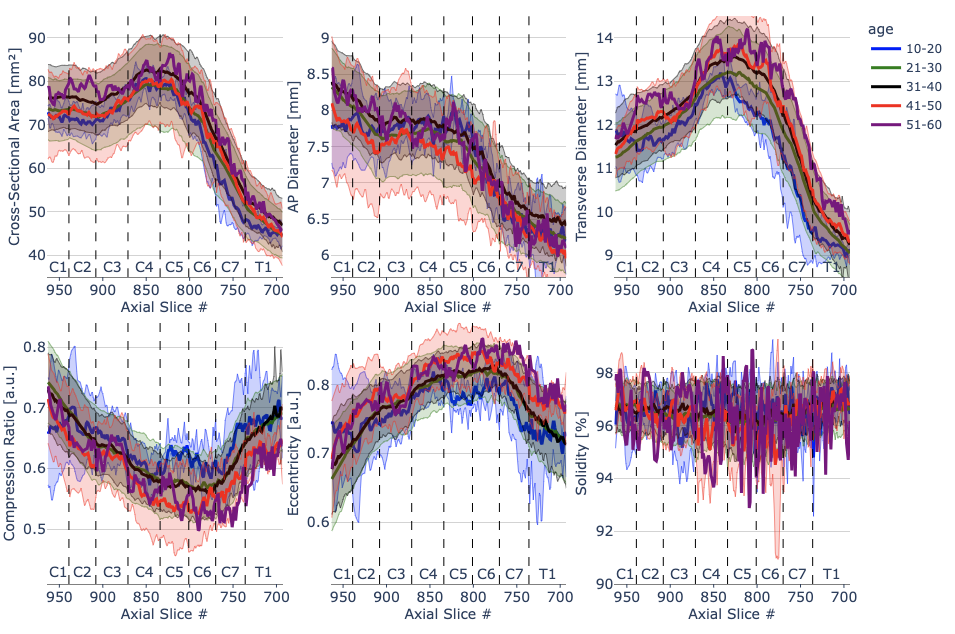 age
10-20
21-30
31-40
41-50
51-60
Cross-Sectional Area [mm²]
90
80
70
60
50
40
C1 C2 C3 C4 C5 C6 C7 T1
950 900 850 800 750 700
Axial Slice #
AP Diameter [mm]
9
8.5
8
7.5
7
6.5
6
C1 C2 C3 C4 C5 C6 C7 T1
950 900 850 800 750 700
Axial Slice #
Transverse Diameter [mm]
14
13
12
11
10
9
C1 C2 C3 C4 C5 C6 C7 T1
950 900 850 800 750 700
Axial Slice #
Compression Ratio [a.u.]
0.8
0.7
0.6
0.5
C1 C2 C3 C4 C5 C6 C7 T1
950 900 850 800 750 700
Axial Slice #
Eccentricity [a.u.]
0.8
0.7
0.6
C1 C2 C3 C4 C5 C6 C7 T1
950 900 850 800 750 700
Axial Slice #
Solidity [%]
98
96
94
92
90
C1 C2 C3 C4 C5 C6 C7 T1
950 900 850 800 750 700
Axial Slice #